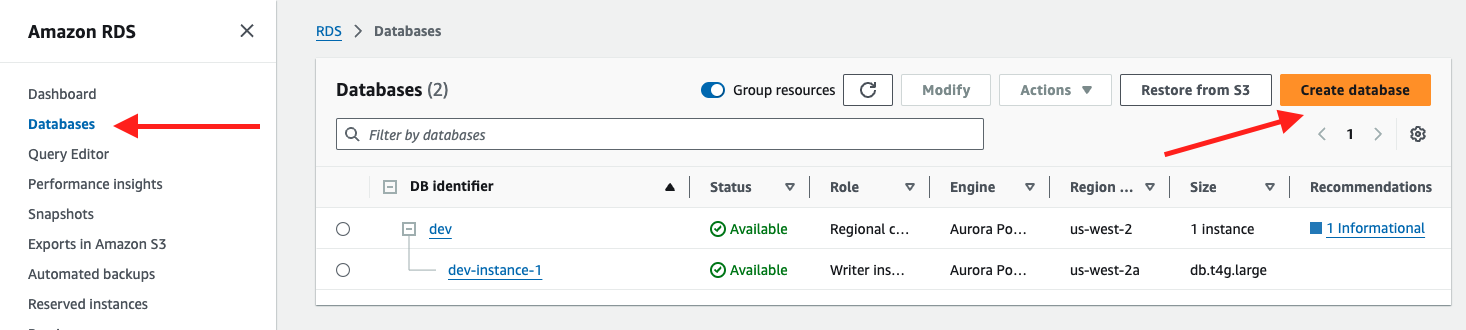 Amazon RDS
Dashboard
Databases
Query Editor
Performance insights
Snapshots
Exports in Amazon S3
Automated backups
Reserved instances
RDS > Databases
Databases (2) Group resources Modify Actions Restore from S3 Create database
Filter by databases 1
DB identifier Status Role Engine Region ... Size Recommendations
dev Available Regional c... Aurora Po... us-west-2 1 instance 1 Informational
dev-instance-1 Available Writer ins... Aurora Po... us-west-2a db.t4g.large